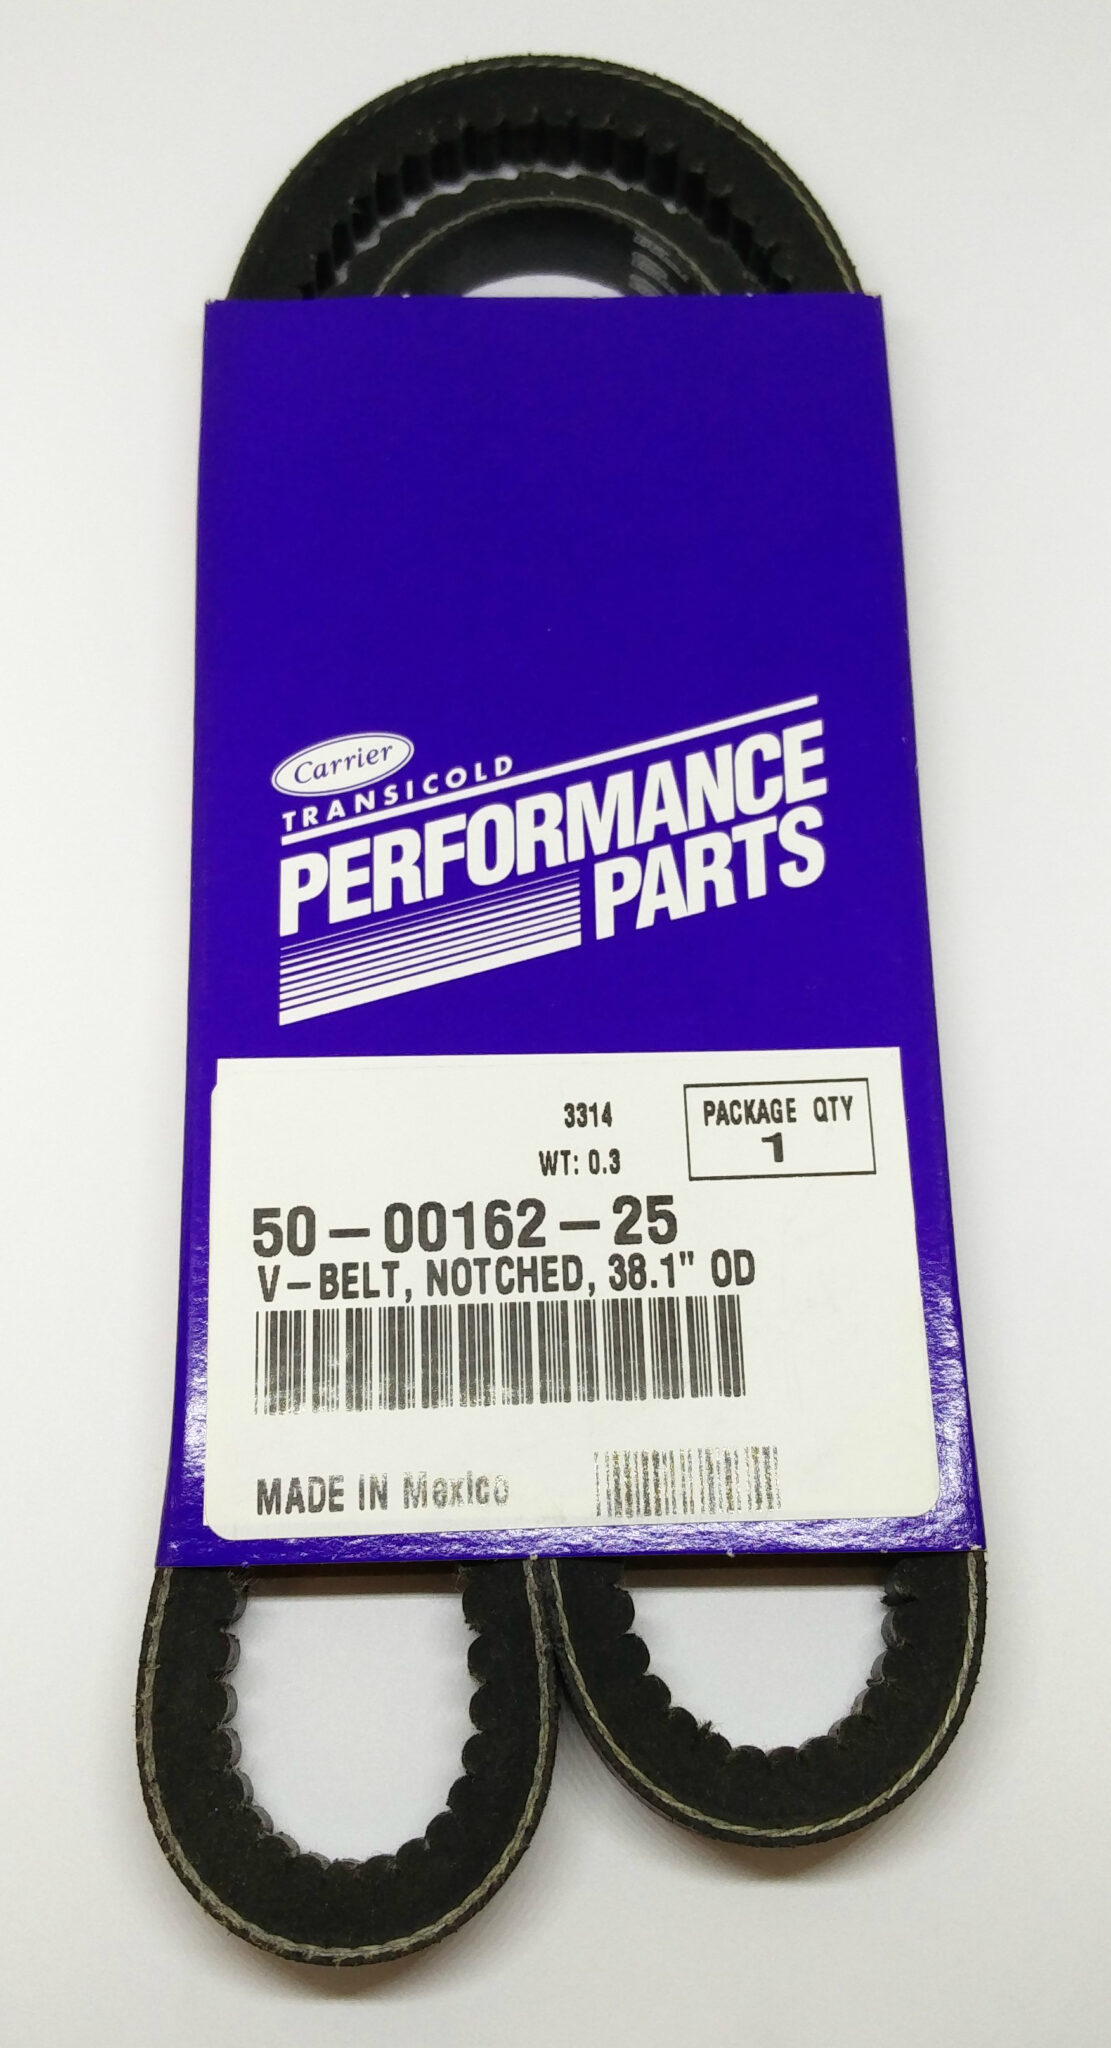 Carrier
TRANSICOLD
PERFORMANCE
PARTS
3314
PACKAGE QTY
1
WT: 0.3
50-00162-25
V-BELT, NOTCHED, 38.1" OD
MADE IN Mexico